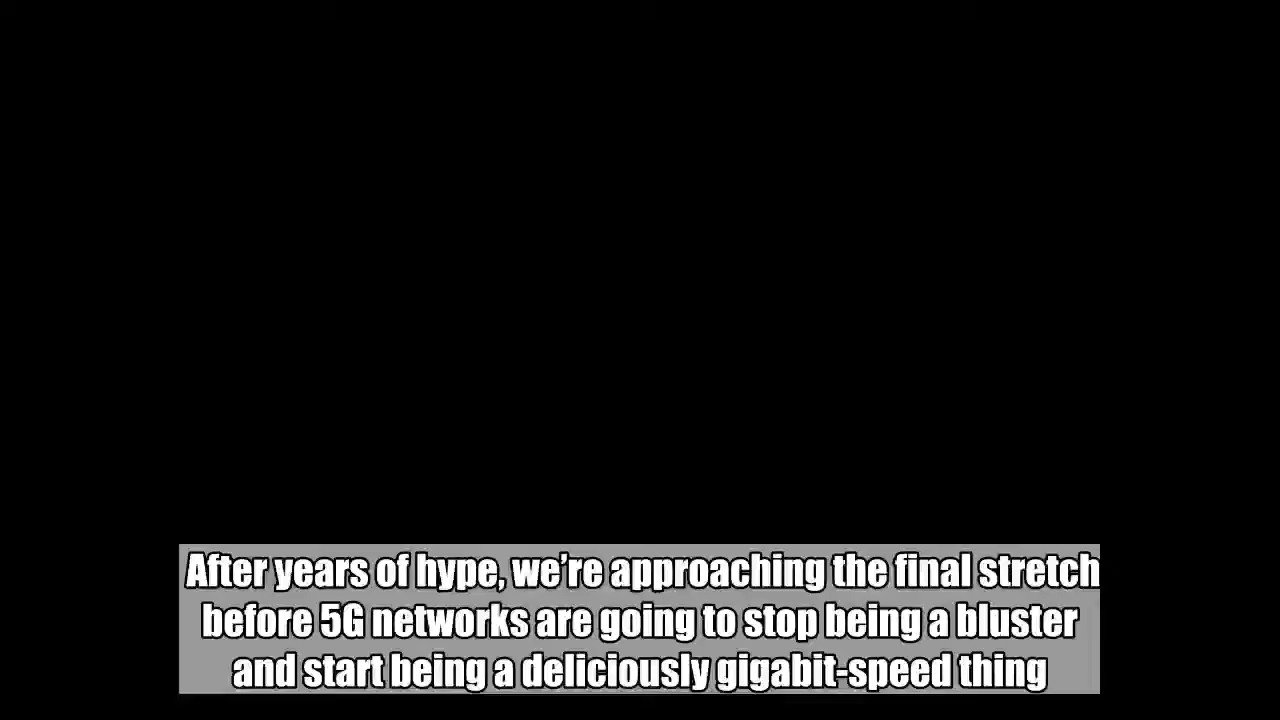 After years of hype, we’re approaching the final stretch
before 5G networks are going to stop being a bluster
and start being a deliciously gigabit-speed thing